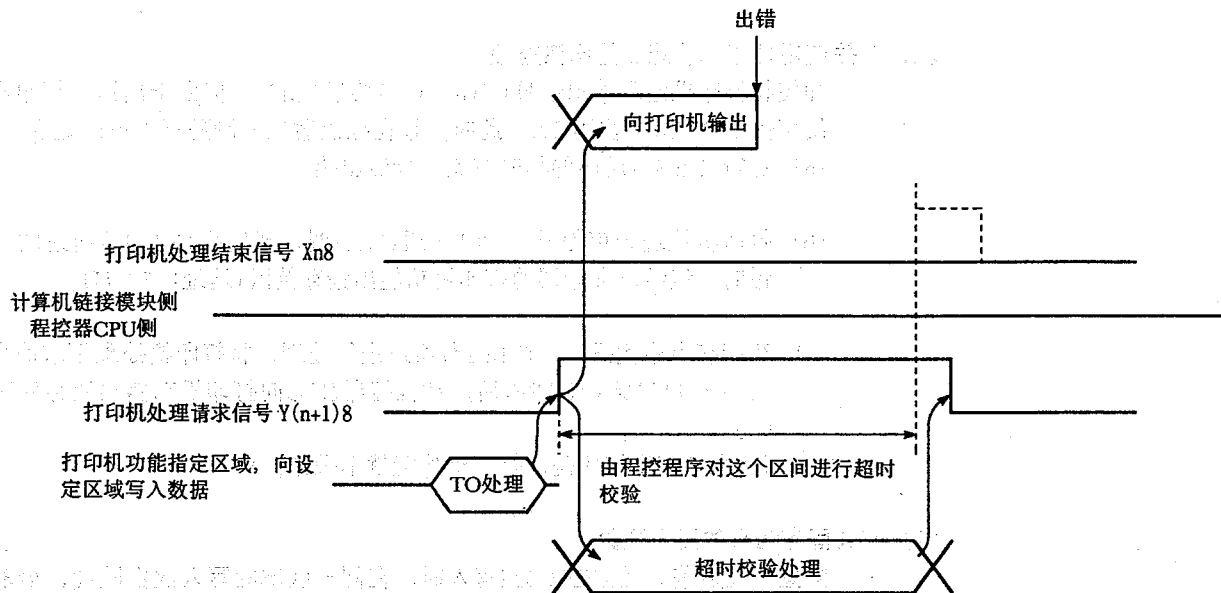 出错
向打印机输出
打印机处理结束信号 Xn8
计算机链接模块侧
程控器CPU侧
打印机处理请求信号 Y(n+1)8
打印机功能指定区域，向设
定区域写入数据
TO处理
由程控程序对这个区间进行超时
校验
超时校验处理